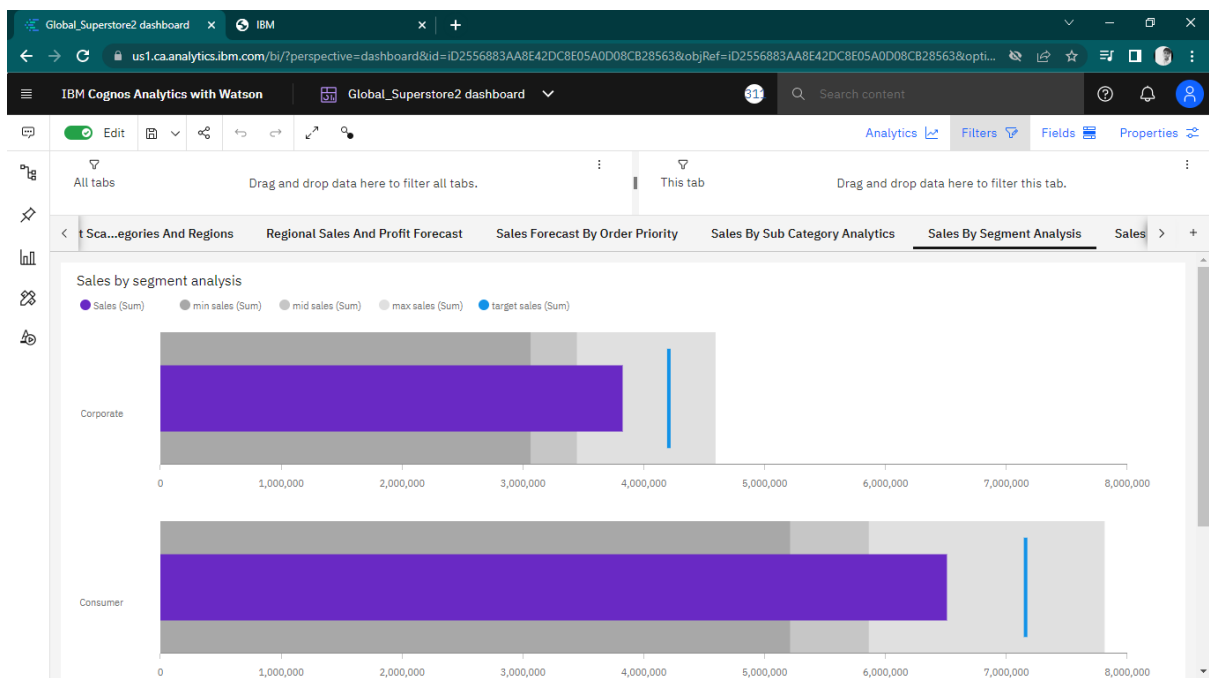 Global_Superstore2 dashboard
IBM
us1.ca.analytics.ibm.com/bi/?perspective=dashboard&id=iD2556883AA8E42DC8E05A0D08CB28563&objRef=iD2556883AA8E42DC8E05A0D08CB28563&opti...
IBM Cognos Analytics with Watson
Global_Superstore2 dashboard
Search content
Edit
Analytics
Filters
Fields
Properties
All tabs
Drag and drop data here to filter all tabs.
This tab
Drag and drop data here to filter this tab.
t Sca...egories And Regions
Regional Sales And Profit Forecast
Sales Forecast By Order Priority
Sales By Sub Category Analytics
Sales By Segment Analysis
Sales
Sales by segment analysis
Sales (Sum)
min sales (Sum)
mid sales (Sum)
max sales (Sum)
target sales (Sum)
Corporate
0 1,000,000 2,000,000 3,000,000 4,000,000 5,000,000 6,000,000 7,000,000 8,000,000
Consumer
0 1,000,000 2,000,000 3,000,000 4,000,000 5,000,000 6,000,000 7,000,000 8,000,000